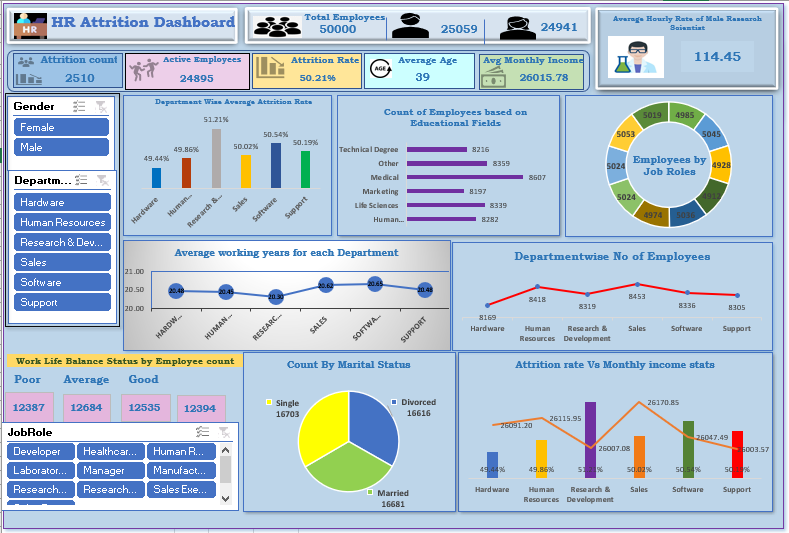 HR Attrition Dashboard
Total Employees
50000
25059
24941
Average Hourly Rate of Male Research
Scientist
114.45
Attrition count
2510
Active Employees
24895
Attrition Rate
50.21%
AGE
Average Age
39
Avg Monthly Income
26015.78
Gender
Female
Male
Departm...
Hardware
Human Resources
Research & Dev...
Sales
Software
Support
Department Wise Average Attrition Rate
49.44%
49.86%
51.21%
50.02%
50.54%
50.19%
Hardware
Human...
Research &...
Sales
Software
Support
Count of Employees based on
Educational Fields
Technical Degree 8216
Other 8359
Medical 8607
Marketing 8197
Life Sciences 8339
Human... 8282
Employees by
Job Roles
5019
4985
5053
5045
5024
4928
5024
4974
Average working years for each Department
21.00
20.50
20.00
20.48
20.45
20.30
20.62
20.65
20.48
HARDW...
HUMAN...
RESEARC...
SALES
SOFTWA...
SUPPORT
Departmentwise No of Employees
8169
8418
8319
8453
8336
8305
Hardware
Human
Resources
Research &
Development
Sales
Software
Support
Work Life Balance Status by Employee count
Poor
Average
Good
12387
12684
12535
12394
JobRole
Developer
Healthcar...
Human R...
Laborator...
Manager
Manufact...
Research...
Research...
Sales Exe...
Count By Marital Status
Single
16703
Divorced
16616
Married
16681
Attrition rate Vs Monthly income stats
26091.20
26115.95
26007.08
26170.85
26047.49
26003.57
49.44%
49.86%
50.02%
Hardware
Human
Resources
Research &
Development
Sales
Software
Support